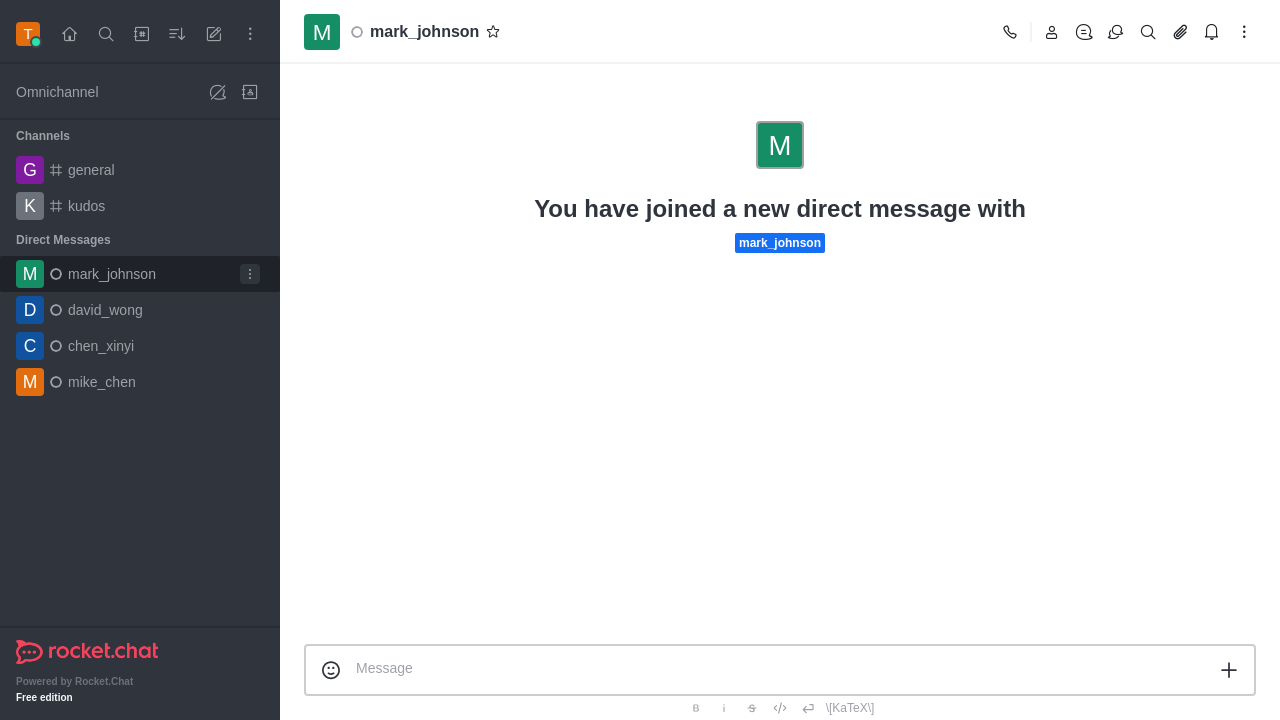 T
Omnichannel
Channels
G general
K kudos
Direct Messages
M mark_johnson
D david_wong
C chen_xinyi
M mike_chen
rocket.chat
Powered by Rocket.Chat
Free edition
M mark_johnson
M
You have joined a new direct message with
mark_johnson
Message
B i S \[KaTeX\]